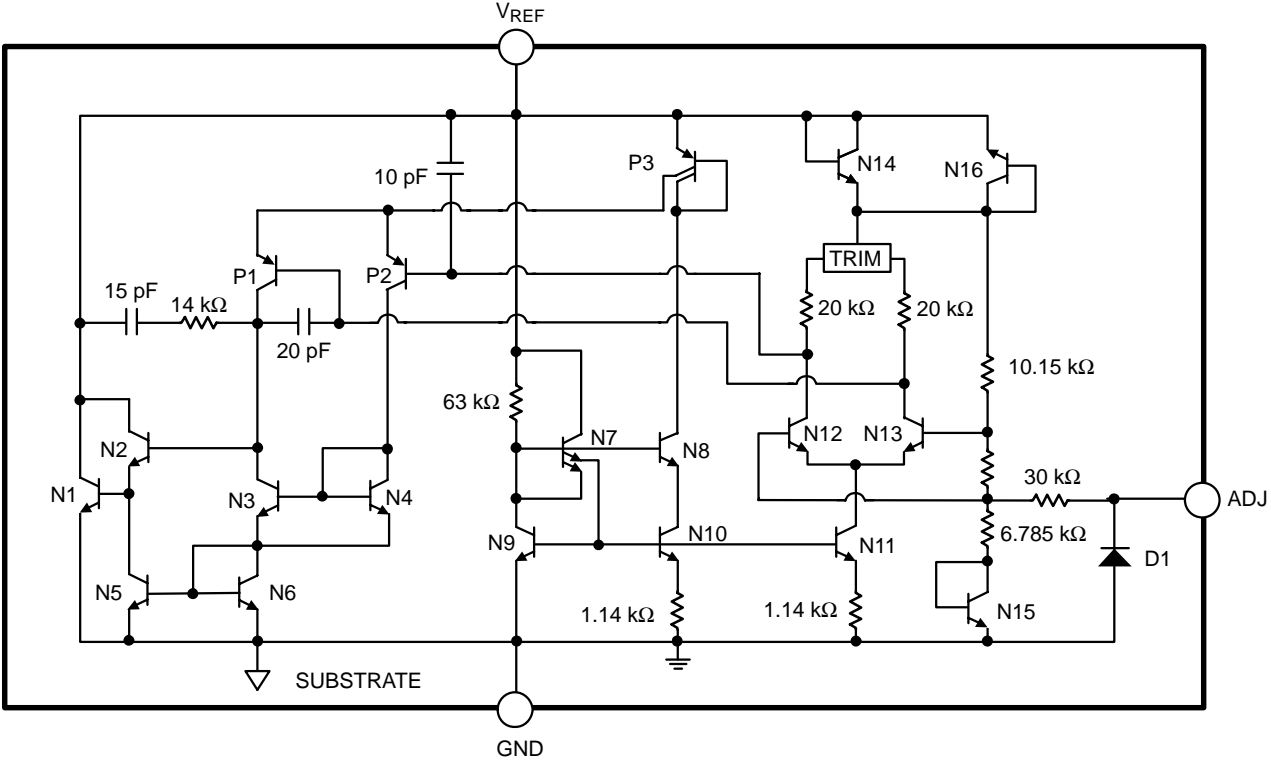 VREF
P3
N14
N16
10 pF
P1
P2
TRIM
15 pF
14 kΩ
20 kΩ
20 kΩ
20 pF
10.15 kΩ
63 kΩ
N2
N7
N8
N12
N13
30 kΩ
N1
N3
N4
ADJ
N9
N10
N11
6.785 kΩ
D1
N5
N6
1.14 kΩ
1.14 kΩ
N15
SUBSTRATE
GND